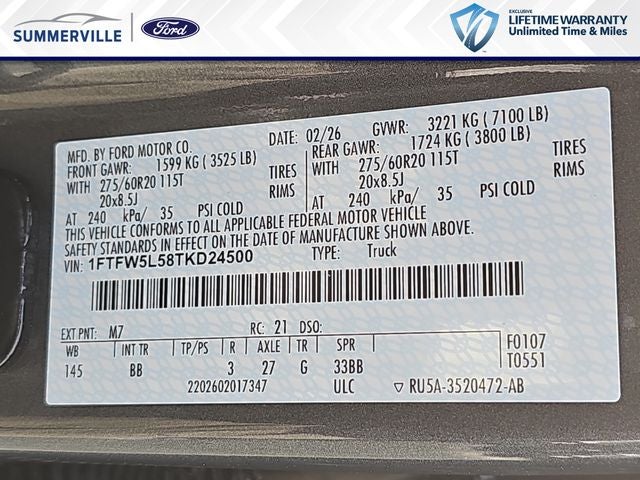 SUMMERVILLE
Ford
EXCLUSIVE
LIFETIME WARRANTY
Unlimited Time & Miles
MFD. BY FORD MOTOR CO. DATE: 02/26 GVWR: 3221 KG ( 7100 LB)
FRONT GAWR: 1599 KG ( 3525 LB) REAR GAWR: 1724 KG ( 3800 LB)
WITH 275/60R20 115T TIRES WITH 275/60R20 115T TIRES
20x8.5J RIMS 20x8.5J RIMS
AT 240 kPa/ 35 PSI COLD AT 240 kPa/ 35 PSI COLD
THIS VEHICLE CONFORMS TO ALL APPLICABLE FEDERAL MOTOR VEHICLE
SAFETY STANDARDS IN EFFECT ON THE DATE OF MANUFACTURE SHOWN ABOVE.
VIN: 1FTFW5L58TKD24500 TYPE: Truck
EXT PNT: M7 RC: 21 DSO:
WB INT TR TP/PS R AXLE TR SPR F0107
145 BB 3 27 G 33BB T0551
2202602017347 ULC ▽ RU5A-3520472-AB